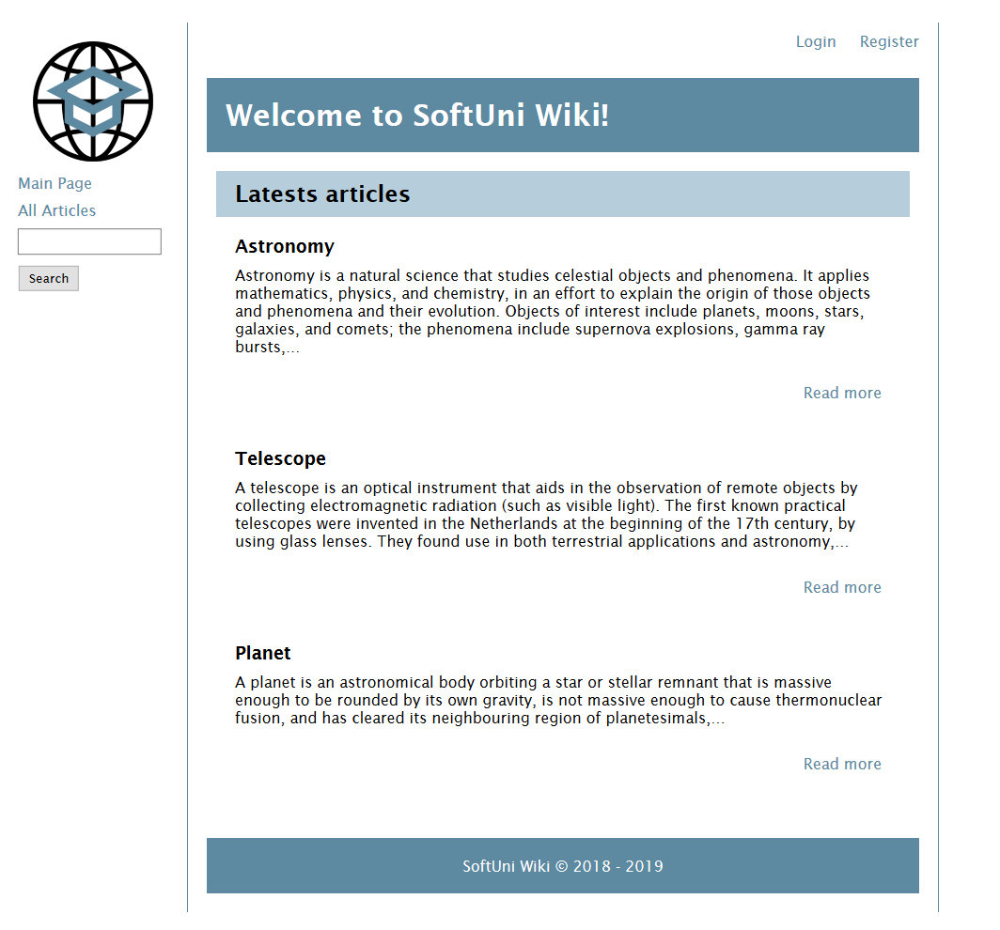 Login Register
Main Page
All Articles
Search
Welcome to SoftUni Wiki!
Latests articles
Astronomy
Astronomy is a natural science that studies celestial objects and phenomena. It applies
mathematics, physics, and chemistry, in an effort to explain the origin of those objects
and phenomena and their evolution. Objects of interest include planets, moons, stars,
galaxies, and comets; the phenomena include supernova explosions, gamma ray
bursts,...
Read more
Telescope
A telescope is an optical instrument that aids in the observation of remote objects by
collecting electromagnetic radiation (such as visible light). The first known practical
telescopes were invented in the Netherlands at the beginning of the 17th century, by
using glass lenses. They found use in both terrestrial applications and astronomy,...
Read more
Planet
A planet is an astronomical body orbiting a star or stellar remnant that is massive
enough to be rounded by its own gravity, is not massive enough to cause thermonuclear
fusion, and has cleared its neighbouring region of planetesimals,...
Read more
SoftUni Wiki © 2018 - 2019